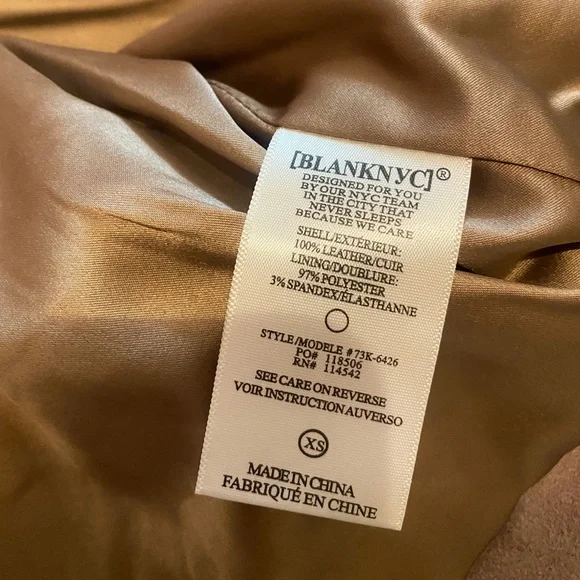 [BLANKNYC]®
DESIGNED FOR YOU
BY OUR NYC TEAM
IN THE CITY THAT
NEVER SLEEPS
BECAUSE WE CARE
SHELL/EXTÉRIEUR:
100% LEATHER/CUIR
LINING/DOUBLURE:
97% POLYESTER
3% SPANDEX/ÉLASTHANNE
STYLE/MODELE #73K-6426
PO# 118506
RN# 114542
SEE CARE ON REVERSE
VOIR INSTRUCTION AUVERSO
XS
MADE IN CHINA
FABRIQUÉ EN CHINE